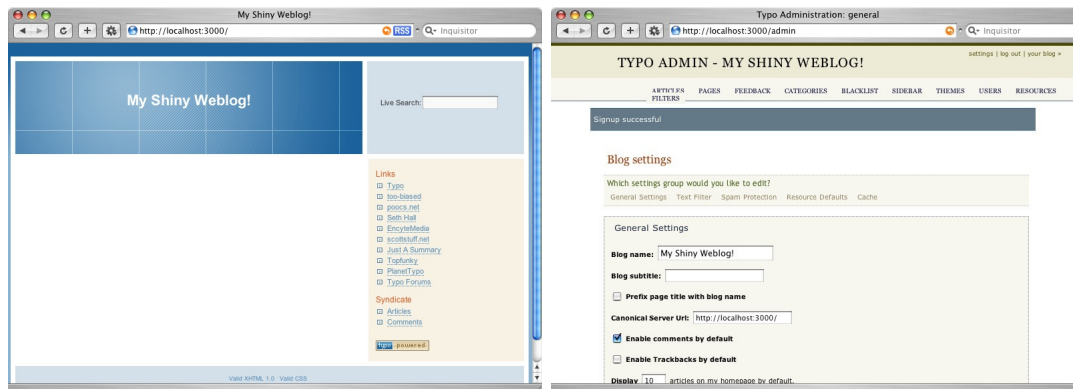 My Shiny Weblog!
http://localhost:3000/
RSS
Inquisitor
My Shiny Weblog!
Live Search:
Links
Typo
too-biased
poocs.net
Seth Hall
EncyteMedia
scottstuff.net
Just A Summary
Topfunky
PlanetTypo
Typo Forums
Syndicate
Articles
Comments
typo powered
Valid XHTML 1.0 Valid CSS
Typo Administration: general
http://localhost:3000/admin
Inquisitor
settings | log out | your blog »
TYPO ADMIN - MY SHINY WEBLOG!
ARTICLES PAGES FEEDBACK CATEGORIES BLACKLIST SIDEBAR THEMES USERS RESOURCES
FILTERS
Signup successful
Blog settings
Which settings group would you like to edit?
General Settings Text Filter Spam Protection Resource Defaults Cache
General Settings
Blog name: My Shiny Weblog!
Blog subtitle:
Prefix page title with blog name
Canonical Server Url: http://localhost:3000/
Enable comments by default
Enable Trackbacks by default
Display 10 articles on my homepage by default.